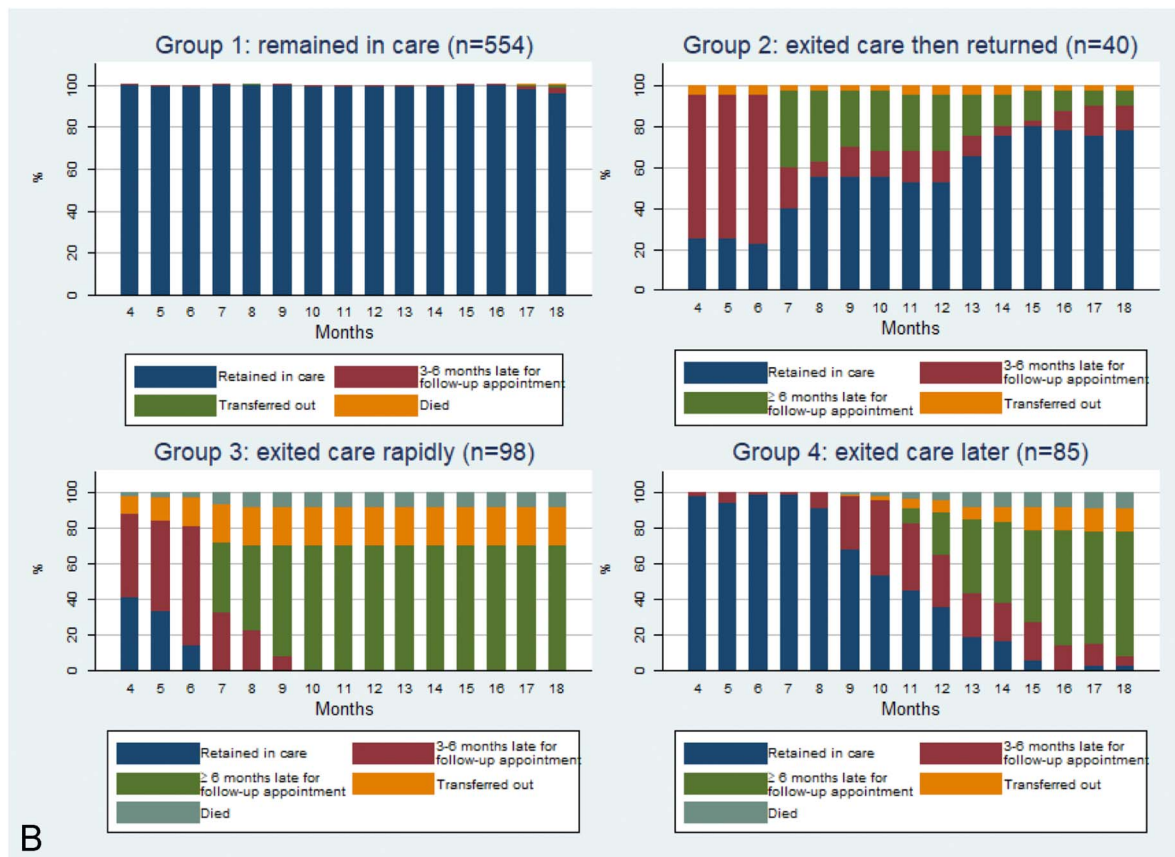 Group 1: remained in care (n=554)
%
0 20 40 60 80 100
4 5 6 7 8 9 10 11 12 13 14 15 16 17 18
Months
Retained in care
3-6 months late for
follow-up appointment
Transferred out
Died
Group 2: exited care then returned (n=40)
%
0 20 40 60 80 100
4 5 6 7 8 9 10 11 12 13 14 15 16 17 18
Months
Retained in care
3-6 months late for
follow-up appointment
≥ 6 months late for
follow-up appointment
Transferred out
Group 3: exited care rapidly (n=98)
%
0 20 40 60 80 100
4 5 6 7 8 9 10 11 12 13 14 15 16 17 18
Months
Retained in care
3-6 months late for
follow-up appointment
≥ 6 months late for
follow-up appointment
Transferred out
Died
Group 4: exited care later (n=85)
%
0 20 40 60 80 100
4 5 6 7 8 9 10 11 12 13 14 15 16 17 18
Months
Retained in care
3-6 months late for
follow-up appointment
≥ 6 months late for
follow-up appointment
Transferred out
Died
B